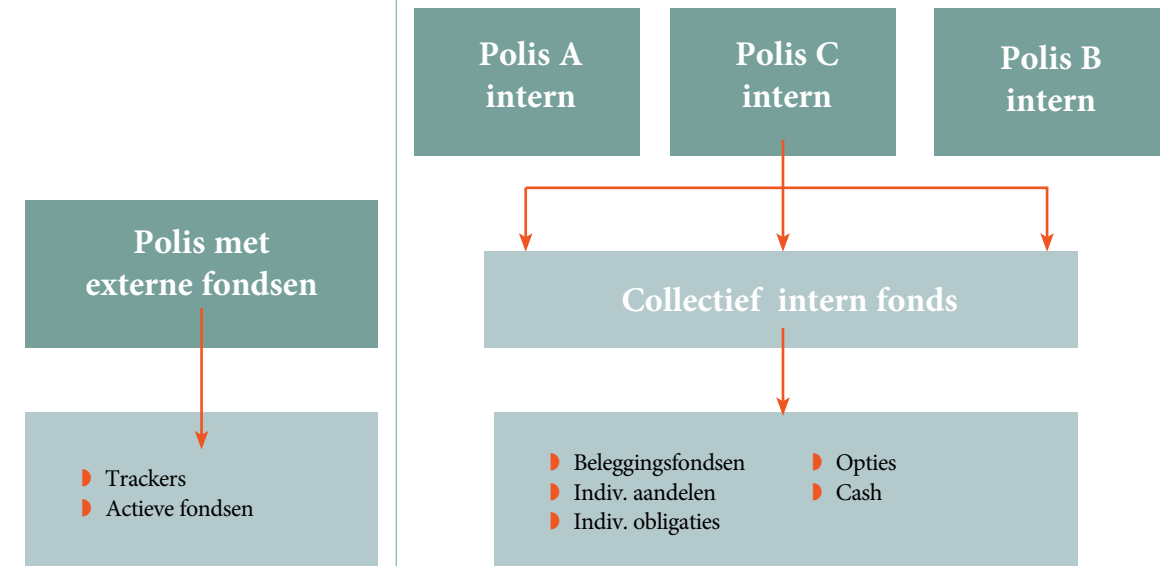 Polis met
externe fondsen
Trackers
Actieve fondsen
Polis A
intern
Polis C
intern
Polis B
intern
Collectief intern fonds
Beleggingsfondsen
Indiv. aandelen
Indiv. obligaties
Opties
Cash